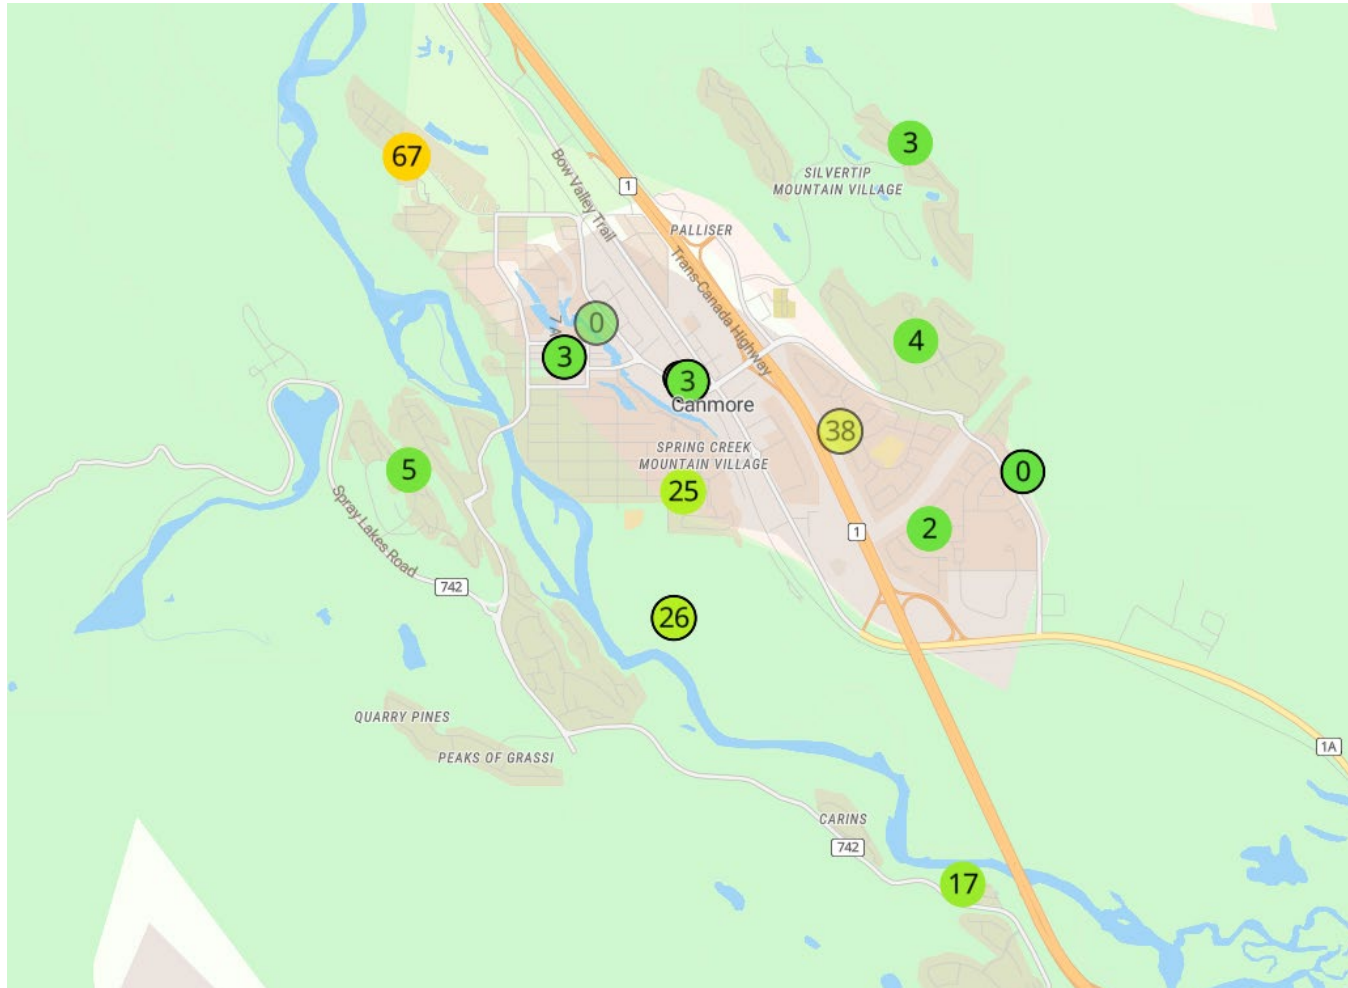 3
67
Bow Valley Trail
1
SILVERTIP
MOUNTAIN VILLAGE
PALLISER
Trans-Canada Highway
0
7 A
3
4
3
Canmore
38
SPRING CREEK
MOUNTAIN VILLAGE
0
5
25
2
1
Spray Lakes Road
742
26
QUARRY PINES
1A
PEAKS OF GRASSI
CARINS
742
17